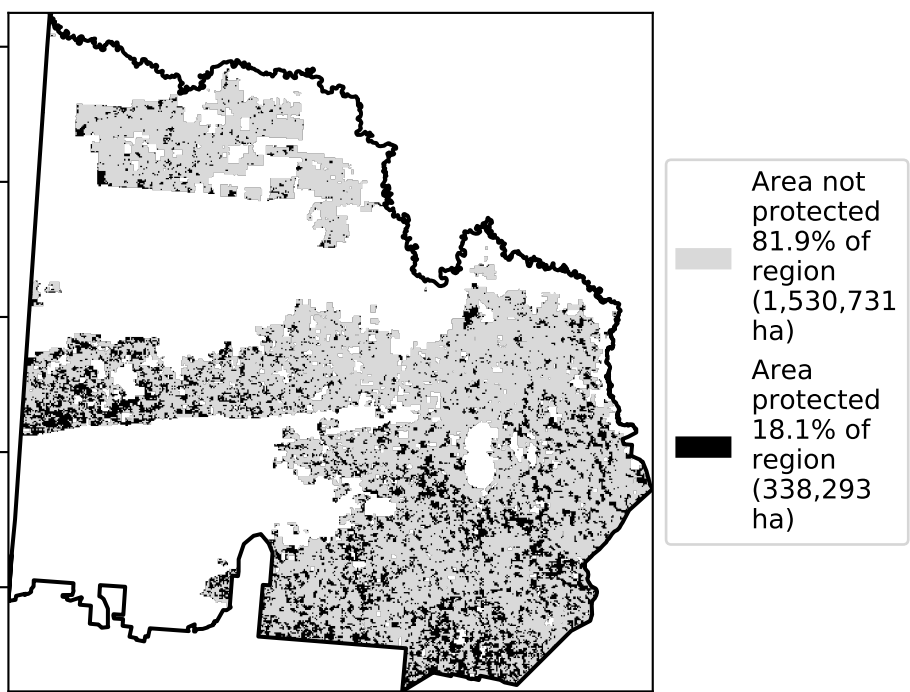 Area not
protected
81.9% of
region
(1,530,731
ha)
Area
protected
18.1% of
region
(338,293
ha)